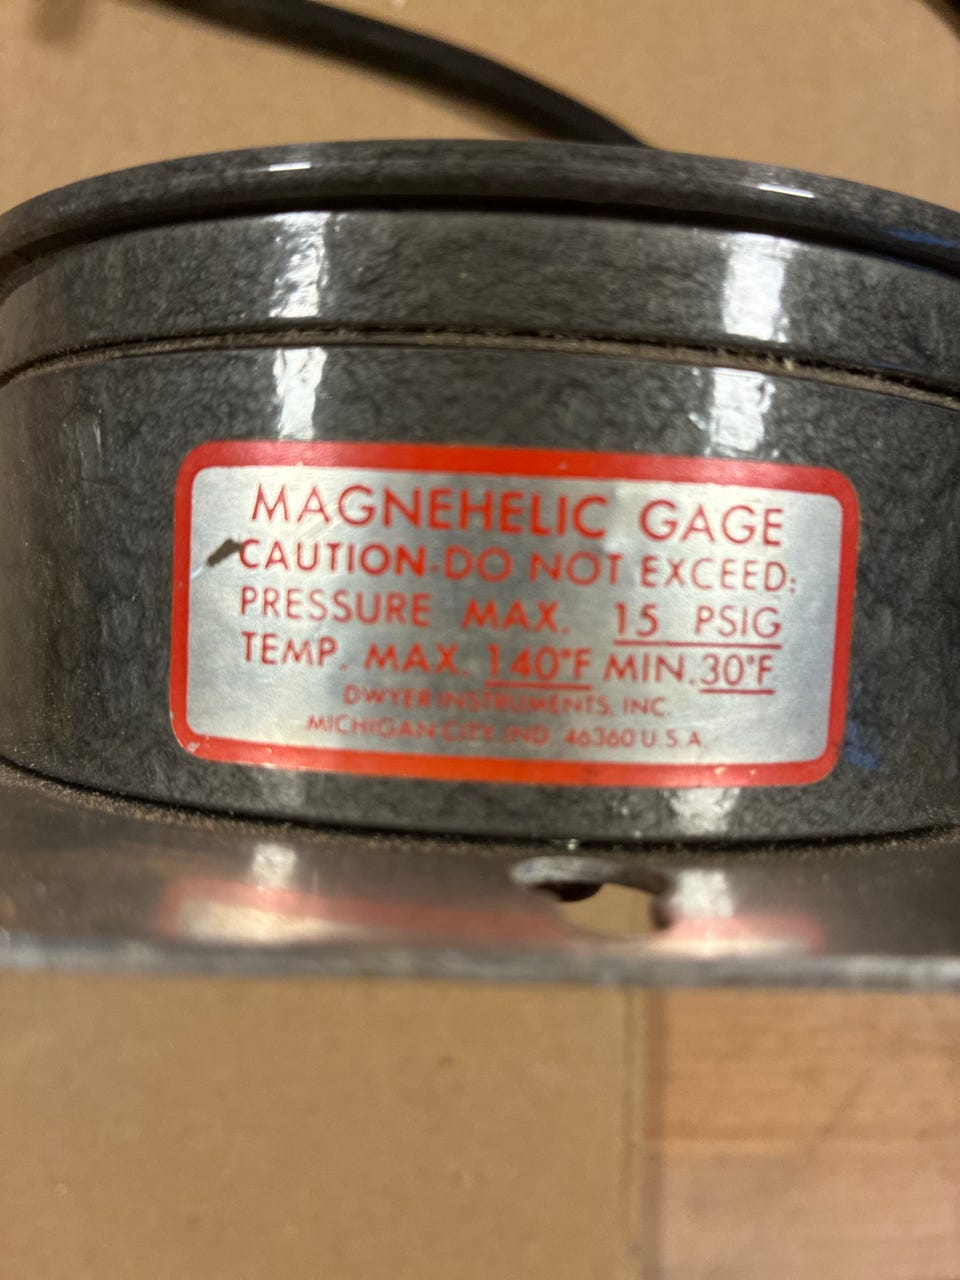 MAGNEHELIC GAGE
CAUTION-DO NOT EXCEED:
PRESSURE MAX. 15 PSIG
TEMP. MAX. 140°F MIN. 30°F
DWYER INSTRUMENTS, INC.
MICHIGAN CITY, IND. 46360 U.S.A.